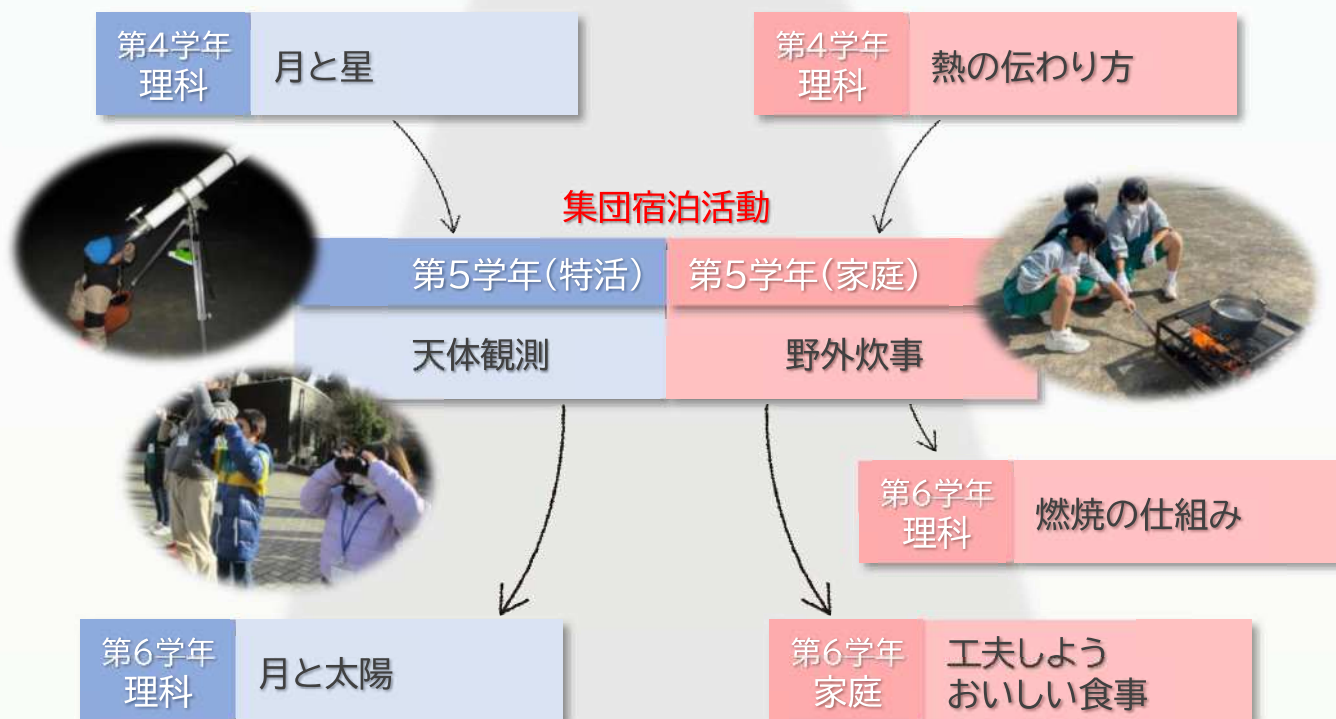 第4学年
理科
月と星
第4学年
理科
熱の伝わり方
集団宿泊活動
第5学年(特活)
第5学年(家庭)
天体観測
野外炊事
第6学年
理科
燃焼の仕組み
第6学年
理科
月と太陽
第6学年
家庭
工夫しよう
おいしい食事